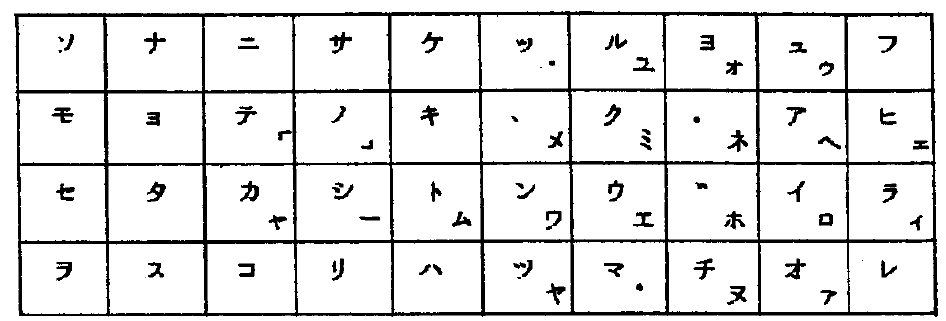 ソ ナ ニ サ ケ ッ . ル ユ ヨ ォ ュ ゥ フ
モ ョ テ 「 ノ 」 キ 、 メ ク ミ ・ ネ ア ヘ ヒ ェ
セ タ カ ャ シ ー ト ム ン ワ ウ エ ゛ ホ イ ロ ラ ィ
ヲ ス コ リ ハ ツ ヤ マ . チ ヌ オ ァ レ